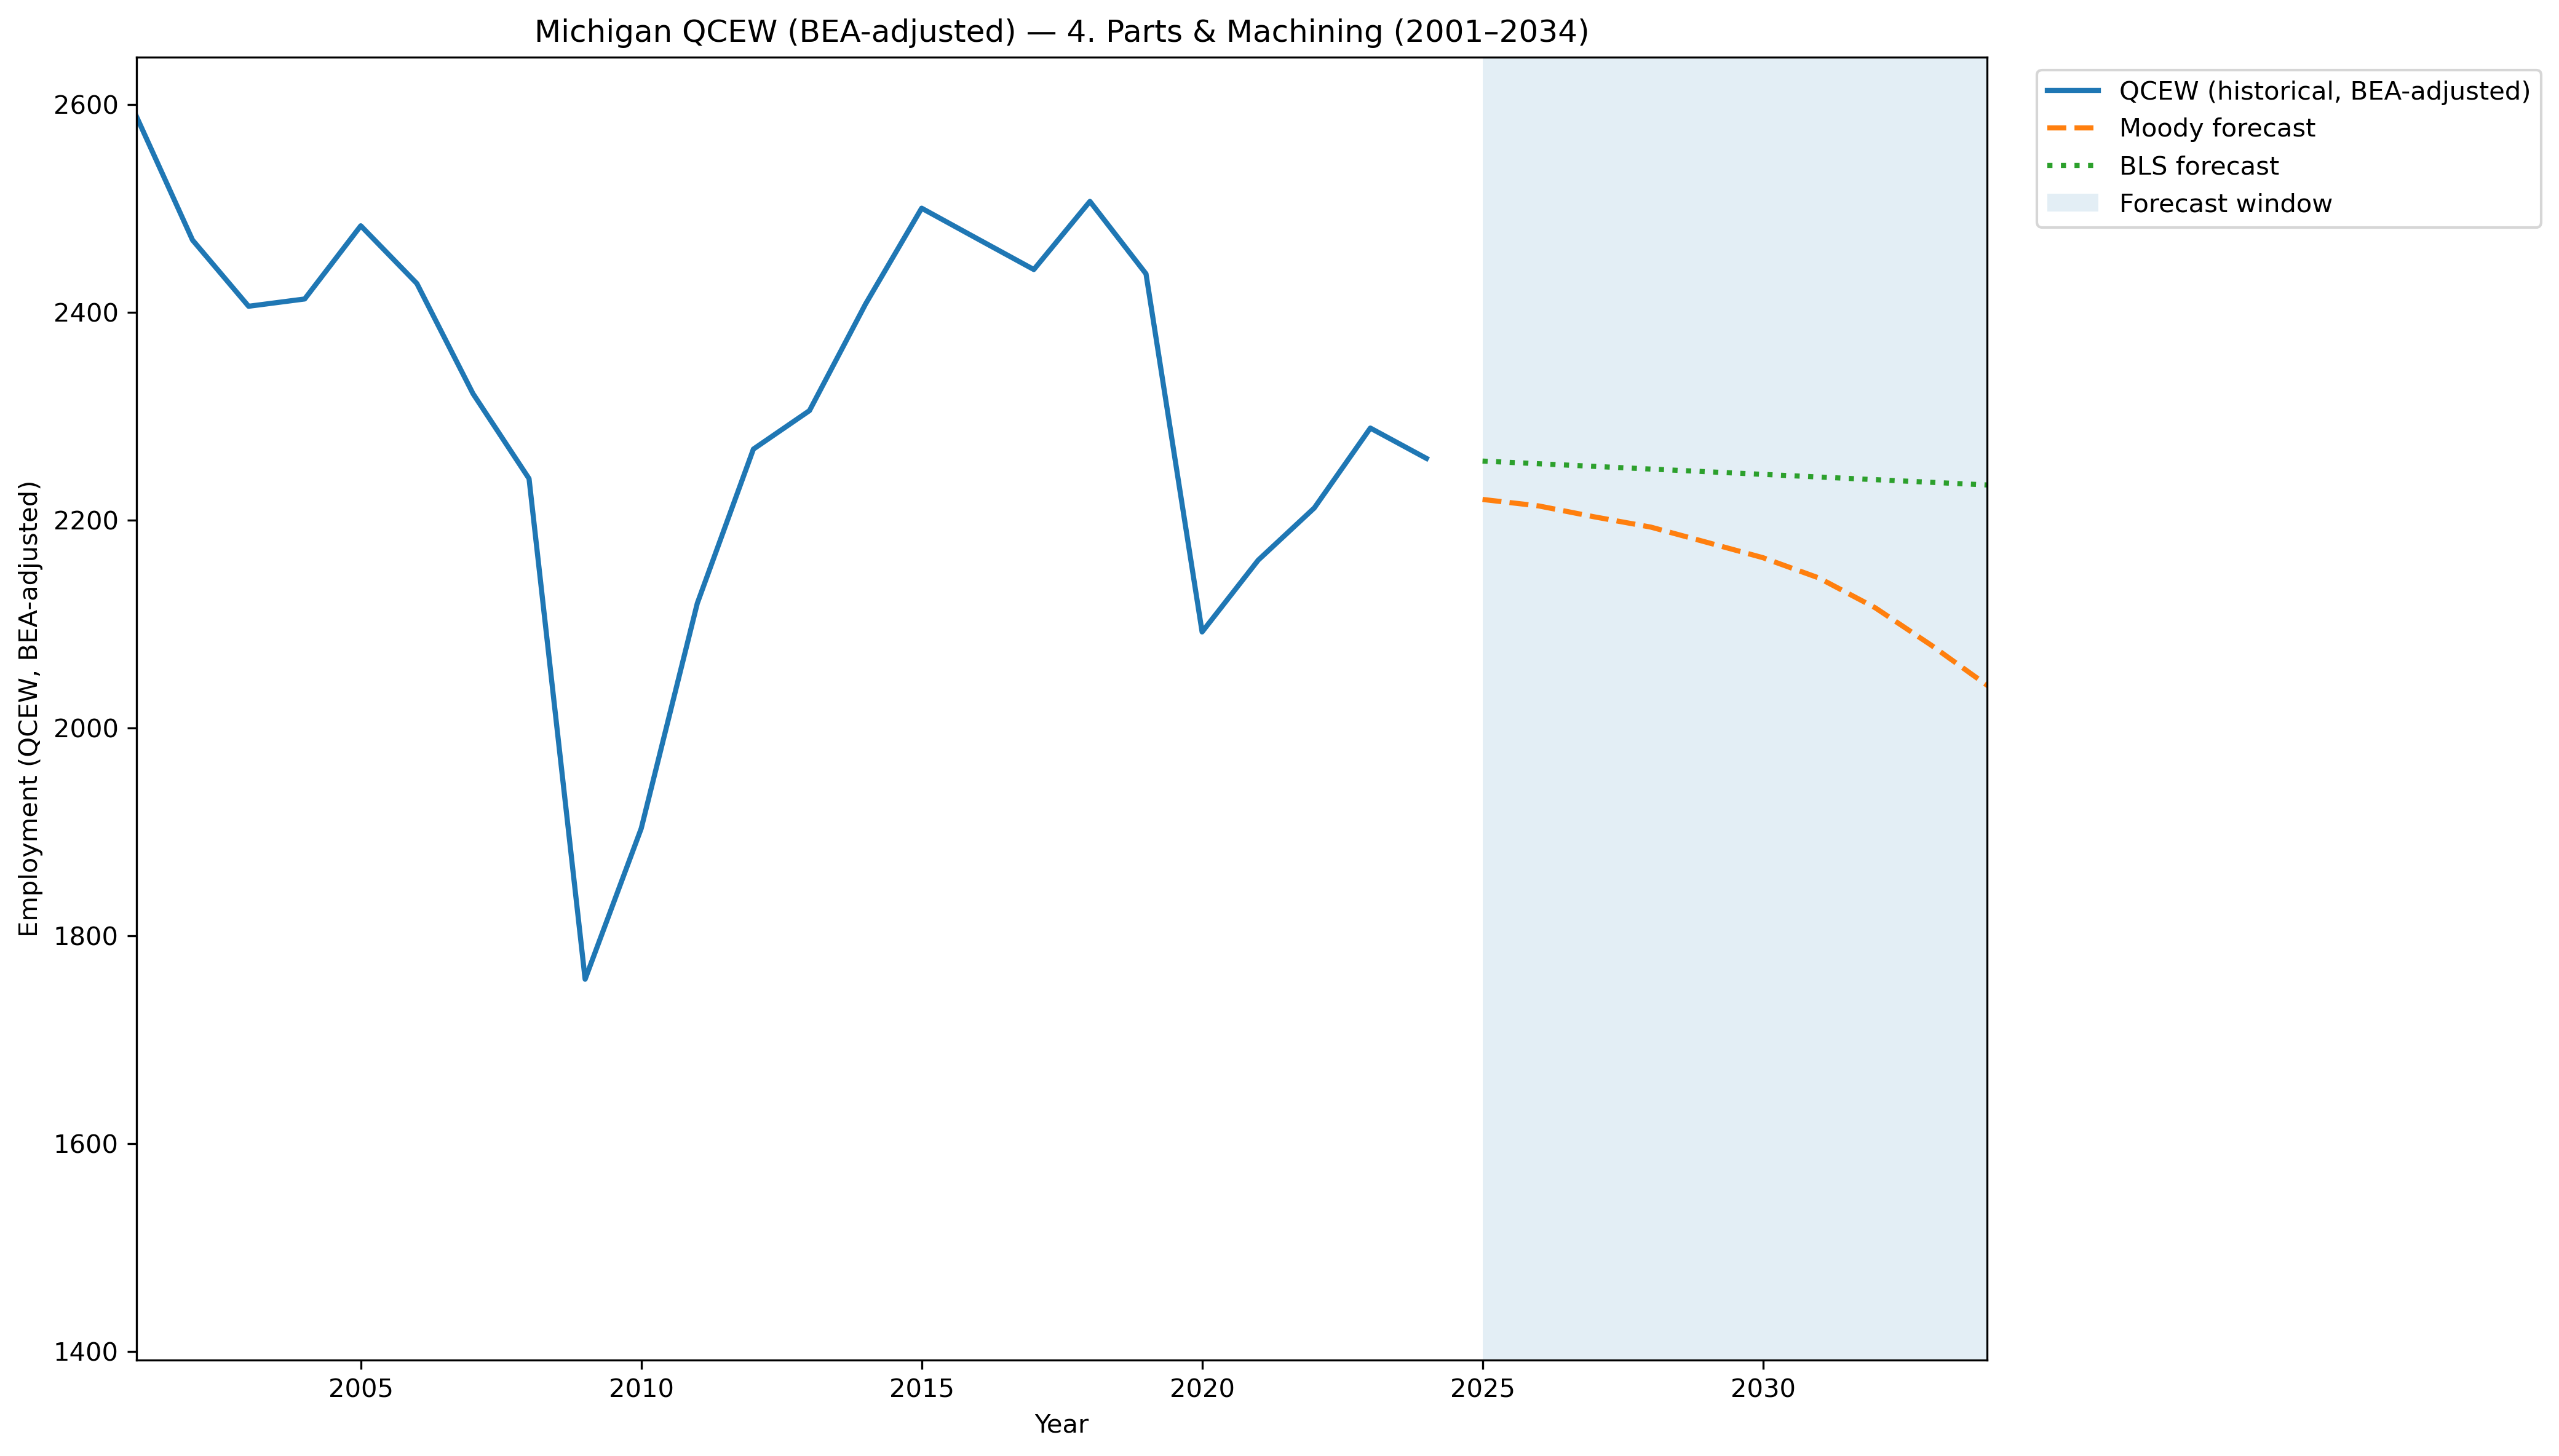 Michigan QCEW (BEA-adjusted) — 4. Parts & Machining (2001–2034)
QCEW (historical, BEA-adjusted)
Moody forecast
BLS forecast
Forecast window
Employment (QCEW, BEA-adjusted)
2600
2400
2200
2000
1800
1600
1400
2005 2010 2015 2020 2025 2030
Year